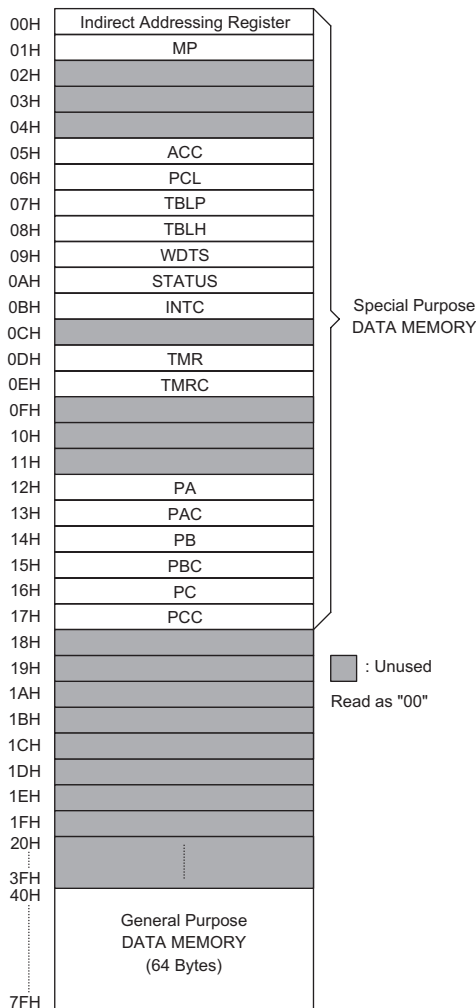 00H Indirect Addressing Register
01H MP
02H
03H
04H
05H ACC
06H PCL
07H TBLP
08H TBLH
09H WDTS
0AH STATUS
0BH INTC
0CH
0DH TMR
0EH TMRC
0FH
10H
11H
12H PA
13H PAC
14H PB
15H PBC
16H PC
17H PCC
Special Purpose
DATA MEMORY
18H
19H
1AH
1BH
1CH
1DH
1EH
1FH
20H
3FH
: Unused
Read as "00"
40H
General Purpose
DATA MEMORY
(64 Bytes)
7FH